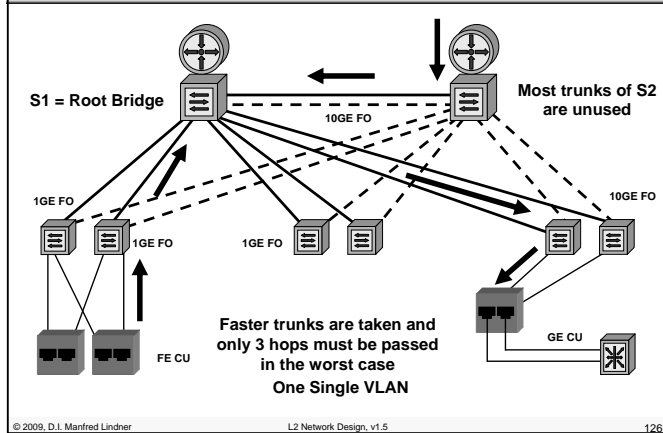 S1 = Root Bridge
Most trunks of S2
are unused
10GE FO
1GE FO
10GE FO
1GE FO
1GE FO
FE CU
Faster trunks are taken and
only 3 hops must be passed
in the worst case
One Single VLAN
GE CU
© 2009, D.I. Manfred Lindner
L2 Network Design, v1.5
126